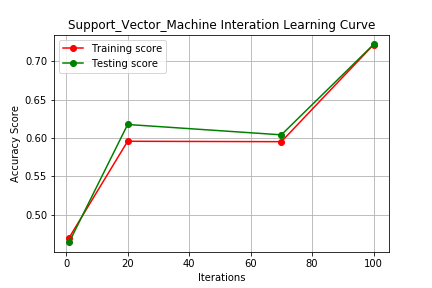 Support_Vector_Machine Interation Learning Curve
Training score
Testing score
Accuracy Score
0.70
0.65
0.60
0.55
0.50
0 20 40 60 80 100
Iterations